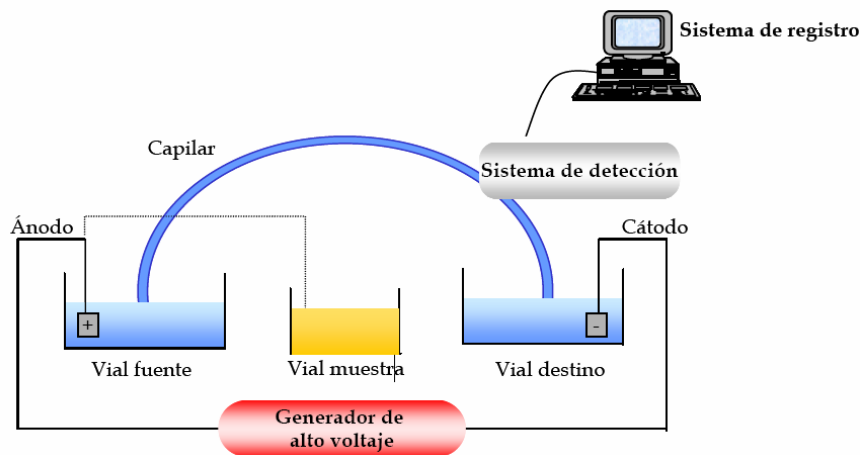 Sistema de registro
Capilar
Sistema de detección
Ánodo
Cátodo
+
-
Vial fuente
Vial muestra
Vial destino
Generador de
alto voltaje